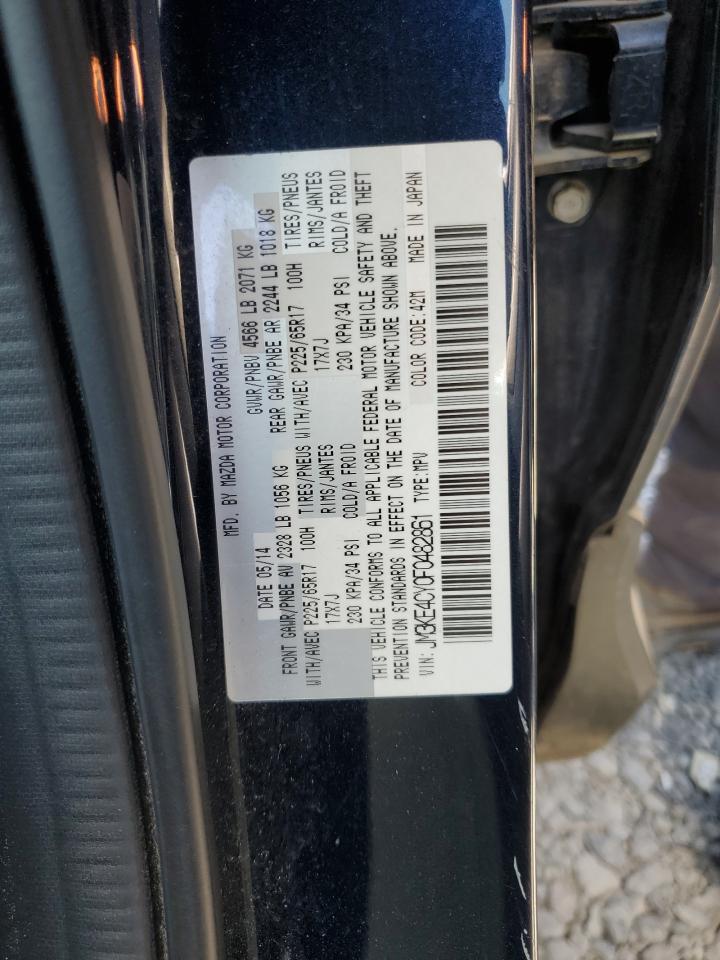 MFD. BY MAZDA MOTOR CORPORATION
DATE 05/14 GVWR/PNBV 4566 LB 2071 KG
FRONT GAWR/PNBE AV 2328 LB 1056 KG REAR GAWR/PNBE AR 2244 LB 1018 KG
WITH/AVEC P225/65R17 100H TIRES/PNEUS WITH/AVEC P225/65R17 100H TIRES/PNEUS
17X7J RIMS/JANTES 17X7J RIMS/JANTES
230 KPA/34 PSI COLD/A FROID 230 KPA/34 PSI COLD/A FROID
THIS VEHICLE CONFORMS TO ALL APPLICABLE FEDERAL MOTOR VEHICLE SAFETY AND THEFT
PREVENTION STANDARDS IN EFFECT ON THE DATE OF MANUFACTURE SHOWN ABOVE.
VIN: JM3KE4CY0F0482861 TYPE:MPV COLOR CODE:42M MADE IN JAPAN